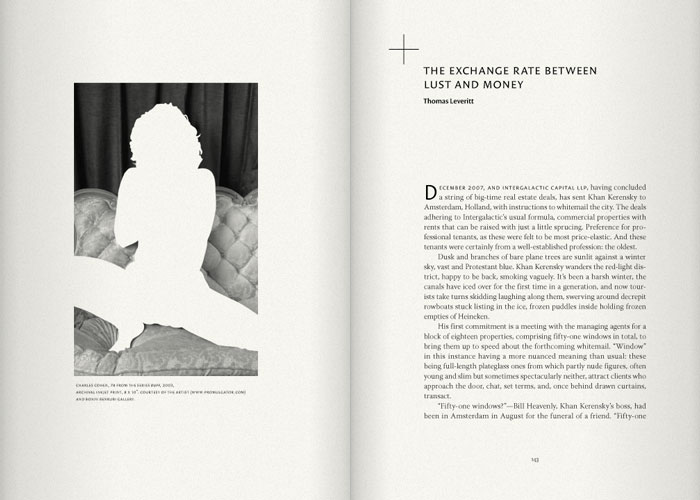 CHARLES COHEN, 7B FROM THE SERIES BUFF, 2003,
ARCHIVAL INKJET PRINT, 8 X 10". COURTESY OF THE ARTIST (WWW.PROMULGATOR.COM)
AND BONNI BENRUBI GALLERY.
THE EXCHANGE RATE BETWEEN
LUST AND MONEY
Thomas Leveritt
DECEMBER 2007, AND INTERGALACTIC CAPITAL LLP, having concluded
a string of big-time real estate deals, has sent Khan Kerensky to
Amsterdam, Holland, with instructions to whitemail the city. The deals
adhering to Intergalactic's usual formula, commercial properties with
rents that can be raised with just a little sprucing. Preference for pro-
fessional tenants, as these were felt to be most price-elastic. And these
tenants were certainly from a well-established profession: the oldest.
Dusk and branches of bare plane trees are sunlit against a winter
sky, vast and Protestant blue. Khan Kerensky wanders the red-light dis-
trict, happy to be back, smoking vaguely. It's been a harsh winter, the
canals have iced over for the first time in a generation, and now tour-
ists take turns skidding laughing along them, swerving around decrepit
rowboats stuck listing in the ice, frozen puddles inside holding frozen
empties of Heineken.
His first commitment is a meeting with the managing agents for a
block of eighteen properties, comprising fifty-one windows in total, to
bring them up to speed about the forthcoming whitemail. "Window"
in this instance having a more nuanced meaning than usual: these
being full-length plateglass ones from which partly nude figures, often
young and slim but sometimes spectacularly neither, attract clients who
approach the door, chat, set terms, and, once behind drawn curtains,
transact.
"Fifty-one windows?"—Bill Heavenly, Khan Kerensky's boss, had
been in Amsterdam in August for the funeral of a friend. "Fifty-one